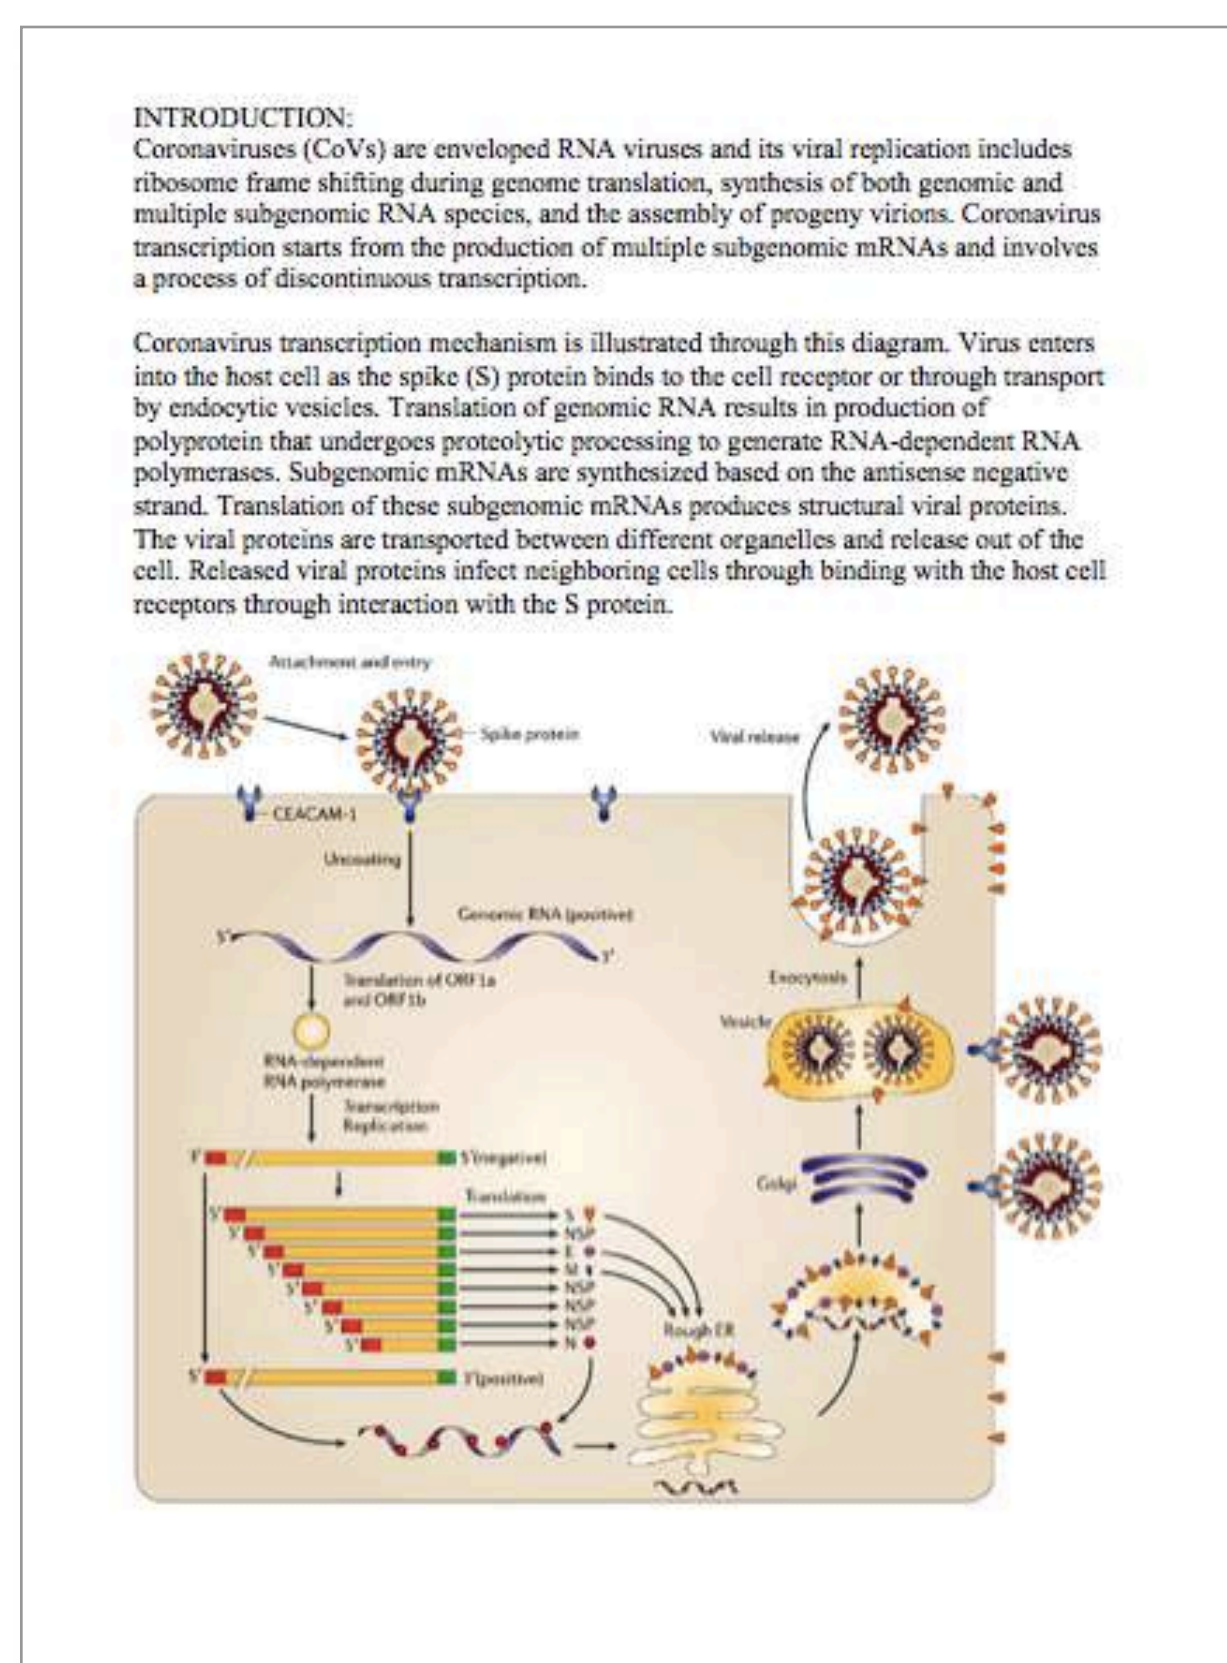 INTRODUCTION:
Coronaviruses (CoVs) are enveloped RNA viruses and its viral replication includes
ribosome frame shifting during genome translation, synthesis of both genomic and
multiple subgenomic RNA species, and the assembly of progeny virions. Coronavirus
transcription starts from the production of multiple subgenomic mRNAs and involves
a process of discontinuous transcription.
Coronavirus transcription mechanism is illustrated through this diagram. Virus enters
into the host cell as the spike (S) protein binds to the cell receptor or through transport
by endocytic vesicles. Translation of genomic RNA results in production of
polyprotein that undergoes proteolytic processing to generate RNA-dependent RNA
polymerases. Subgenomic mRNAs are synthesized based on the antisense negative
strand. Translation of these subgenomic mRNAs produces structural viral proteins.
The viral proteins are transported between different organelles and release out of the
cell. Released viral proteins infect neighboring cells through binding with the host cell
receptors through interaction with the S protein.
Attachment and entry
Spike protein
Viral release
CEACAM-1
Uncoating
Genomic RNA (positive)
5'
3'
Translation of ORF1a
and ORF1b
Exocytosis
Vesicle
RNA-dependent
RNA polymerase
Transcription
Replication
3'
5'(negative)
Golgi
Translation
5' S
5' NSP
5' E
5' M
5' NSP
5' NSP
5' NSP
5' N
Rough ER
5'
3'(positive)